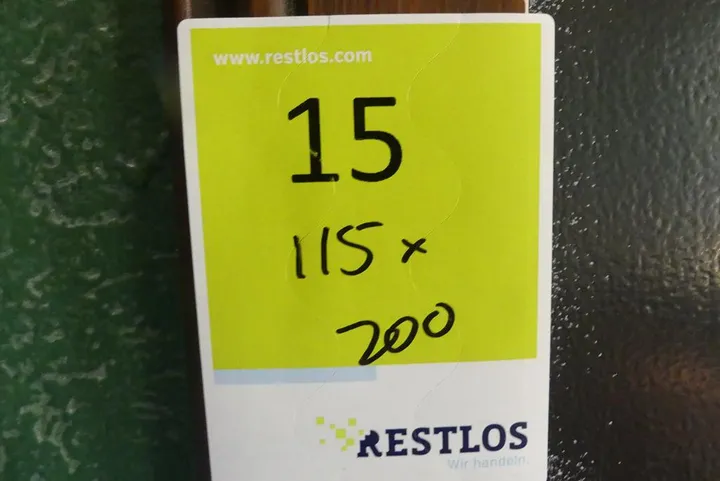 www.restlos.com
15
115 x
200
RESTLOS
Wir handeln.